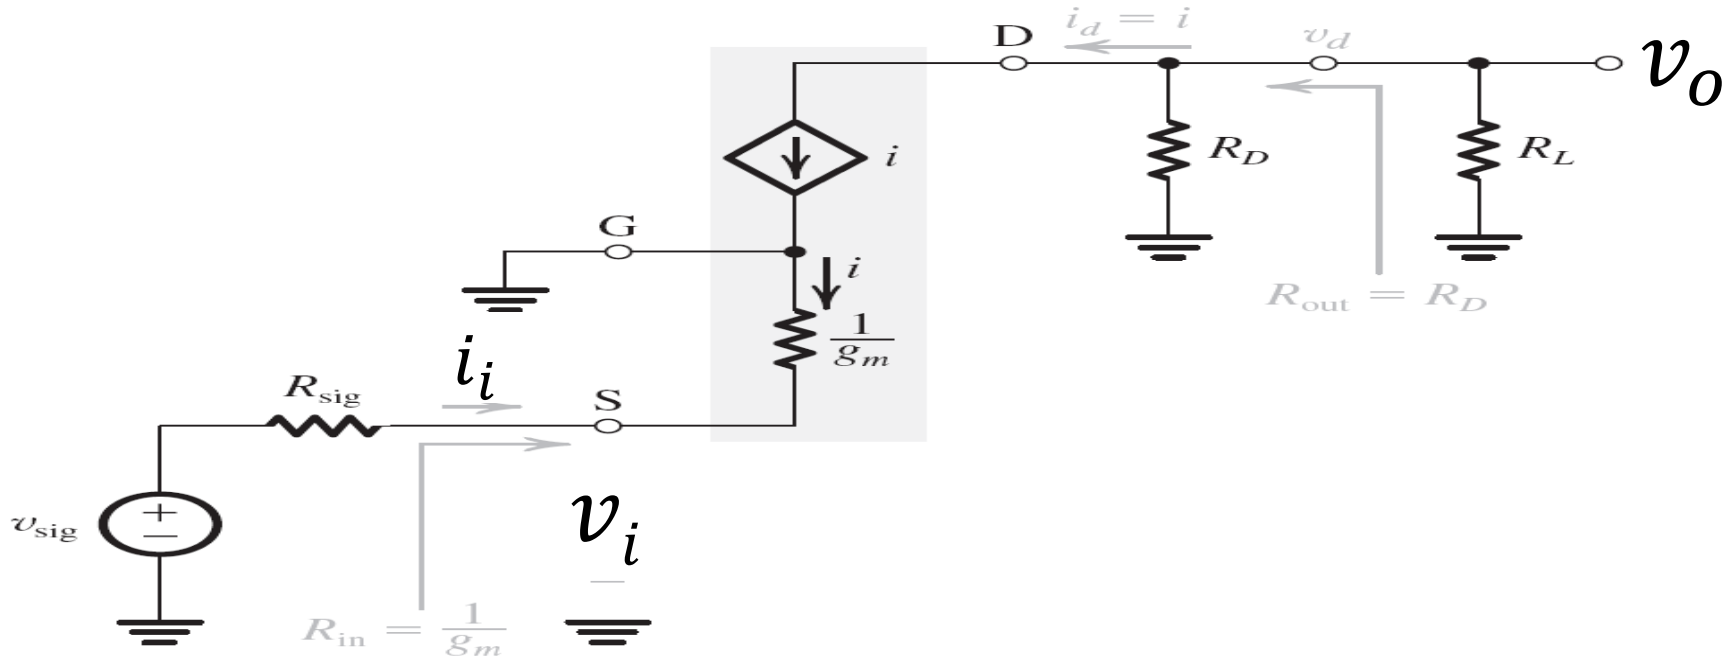 D
i_d = i
v_d
v_o
i
R_D
R_L
G
i
1/g_m
R_out = R_D
R_sig
i_i
S
v_sig
+
−
v_i
−
R_in = 1/g_m